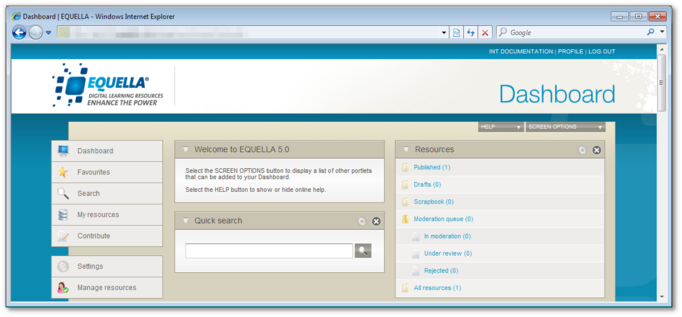 Dashboard | EQUELLA - Windows Internet Explorer
Google
INT DOCUMENTATION | PROFILE | LOG OUT
EQUELLA®
DIGITAL LEARNING RESOURCES
ENHANCE THE POWER
Dashboard
HELP
SCREEN OPTIONS
Dashboard
Favourites
Search
My resources
Contribute
Settings
Manage resources
Welcome to EQUELLA 5.0
Select the SCREEN OPTIONS button to display a list of other portlets
that can be added to your Dashboard.
Select the HELP button to show or hide online help.
Quick search
Resources
Published (1)
Drafts (0)
Scrapbook (0)
Moderation queue (0)
In moderation (0)
Under review (0)
Rejected (0)
All resources (1)